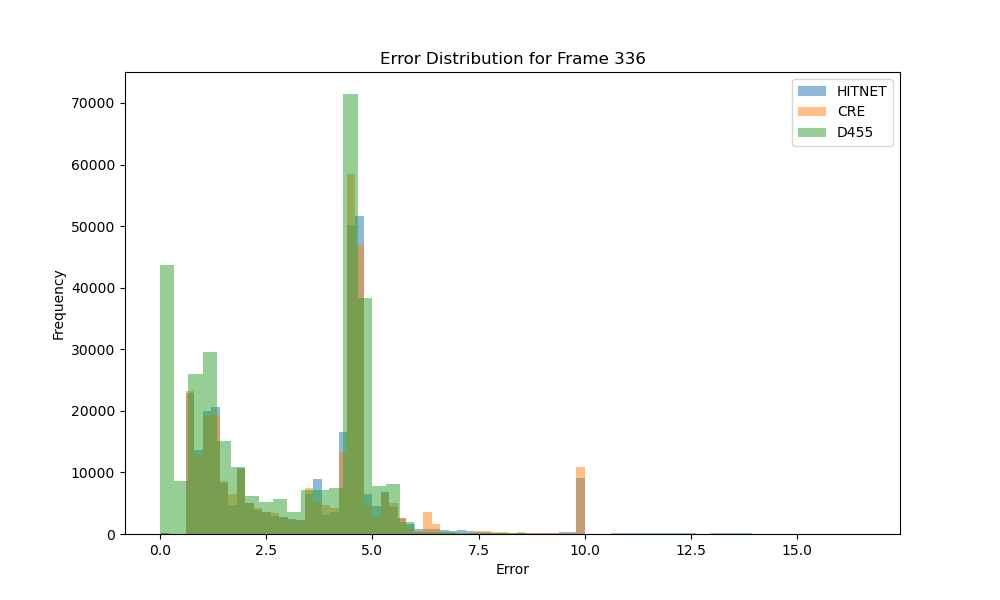 Error Distribution for Frame 336
HITNET
CRE
D455
70000
60000
50000
40000
30000
20000
10000
0
Frequency
0.0 2.5 5.0 7.5 10.0 12.5 15.0
Error